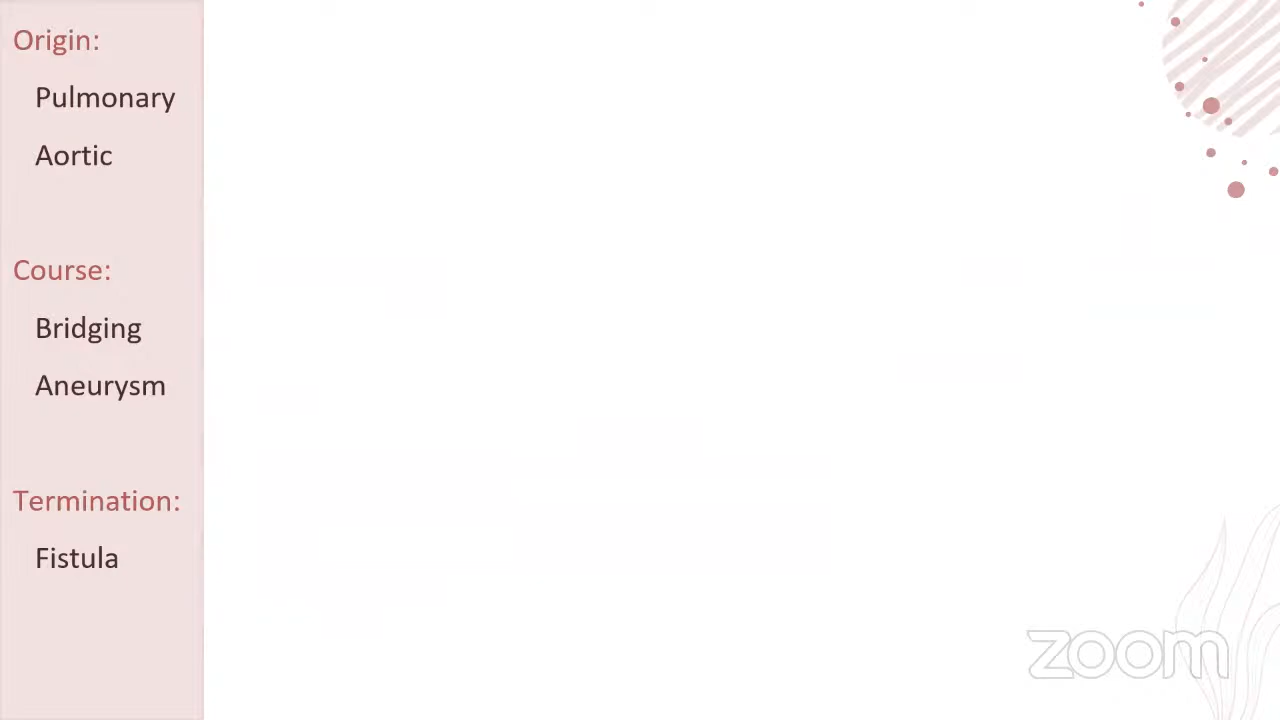 Origin:
Pulmonary
Aortic
Course:
Bridging
Aneurysm
Termination:
Fistula
zoom